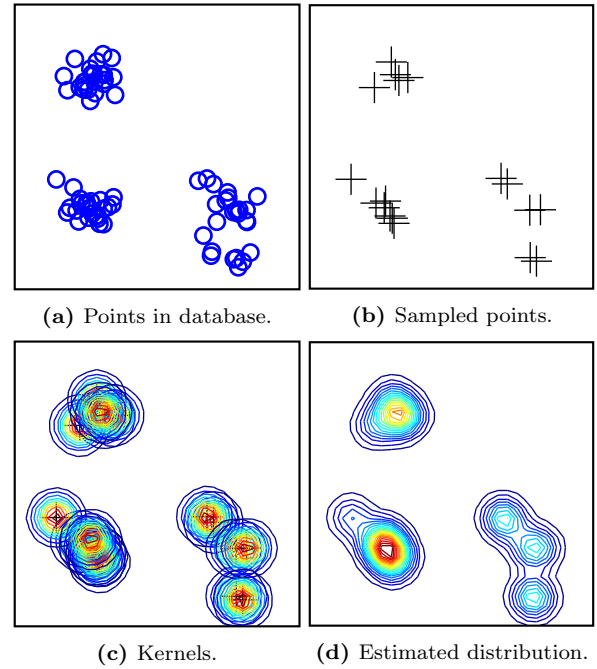 (a) Points in database.
(b) Sampled points.
(c) Kernels.
(d) Estimated distribution.